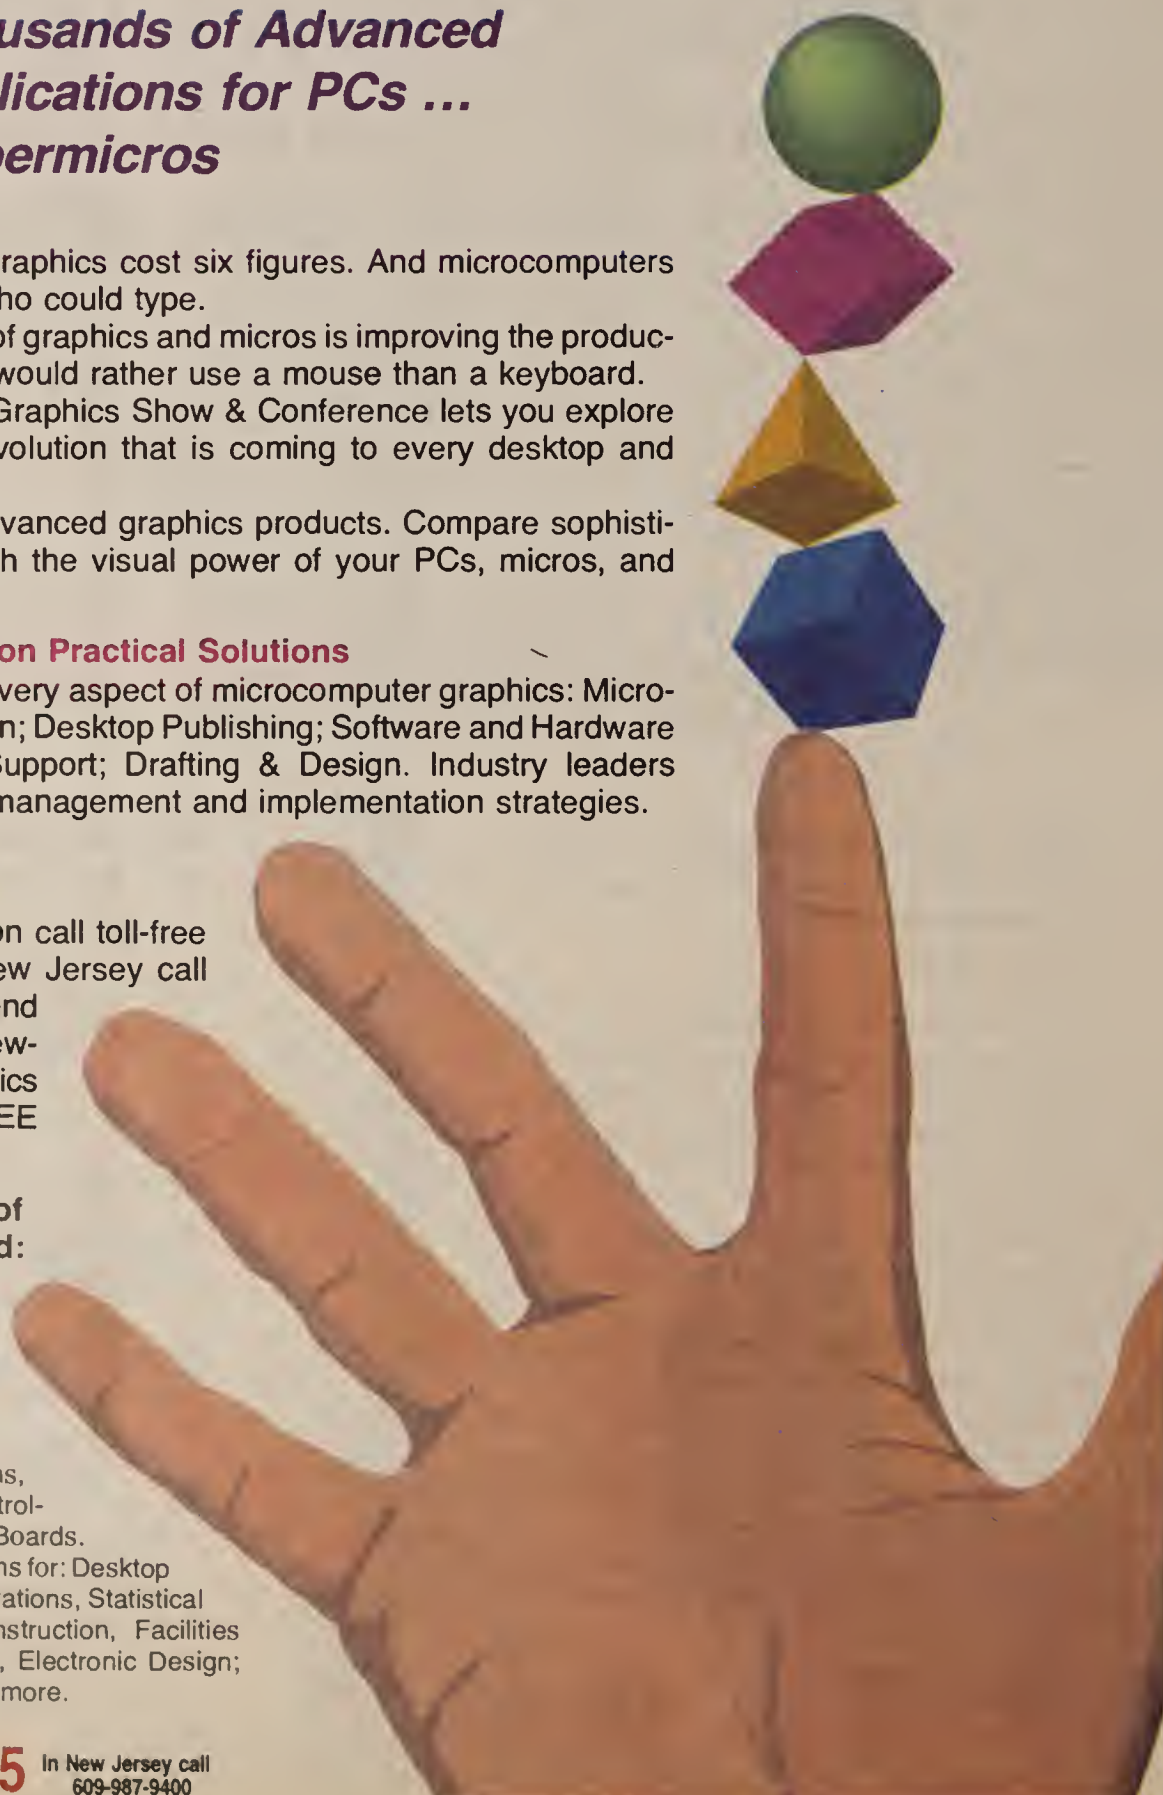 usands of Advanced
lications for PCs ...
ermicros
raphics cost six figures. And microcomputers
ho could type.
of graphics and micros is improving the produc-
would rather use a mouse than a keyboard.
Graphics Show & Conference lets you explore
volution that is coming to every desktop and
vanced graphics products. Compare sophisti-
h the visual power of your PCs, micros, and
on Practical Solutions
very aspect of microcomputer graphics: Micro-
n; Desktop Publishing; Software and Hardware
upport; Drafting & Design. Industry leaders
management and implementation strategies.
on call toll-free
ew Jersey call
nd
ew-
ics
EE
of
d:
ns,
trol-
Boards.
ns for: Desktop
ations, Statistical
nstruction, Facilities
, Electronic Design;
more.
5 In New Jersey call
609-987-9400